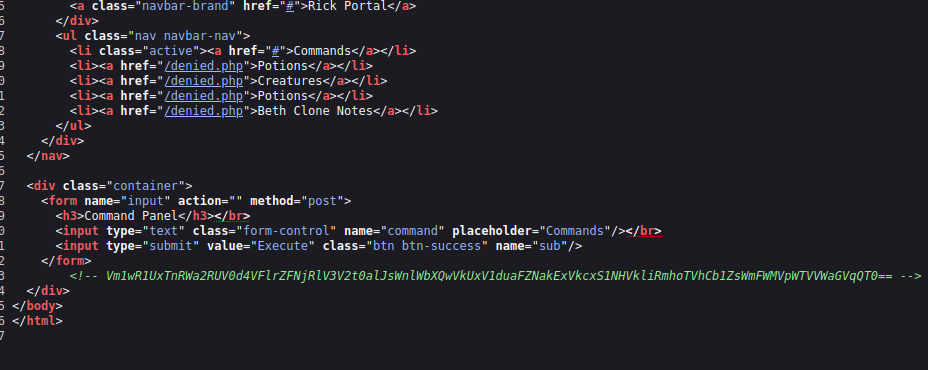 5 <a class="navbar-brand" href="#">Rick Portal</a>
6 </div>
7 <ul class="nav navbar-nav">
8 <li class="active"><a href="#">Commands</a></li>
9 <li><a href="/denied.php">Potions</a></li>
0 <li><a href="/denied.php">Creatures</a></li>
1 <li><a href="/denied.php">Potions</a></li>
2 <li><a href="/denied.php">Beth Clone Notes</a></li>
3 </ul>
4 </div>
5 </nav>
6
7 <div class="container">
8 <form name="input" action="" method="post">
9 <h3>Command Panel</h3></br>
0 <input type="text" class="form-control" name="command" placeholder="Commands"/></br>
1 <input type="submit" value="Execute" class="btn btn-success" name="sub"/>
2 </form>
3 <!-- Vm1wR1UxTnRWa2RUV0d4VFlrZFNjRlV3V2t0alJsWnlWbXQwVkUxV1duaFZNakExVkcxS1NHVkliRmhoTVhCb1ZsWmFWMVpWTVVWaGVqQT0== -->
4 </div>
5 </body>
6 </html>
7